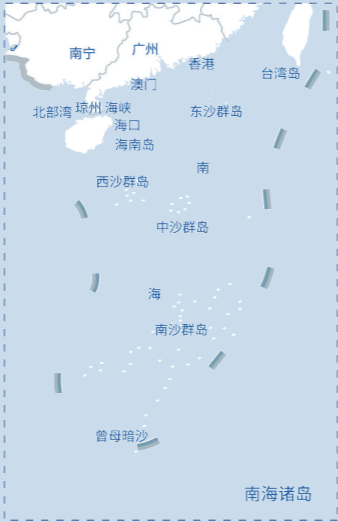 南宁
广州
香港
台湾岛
澳门
北部湾
琼州 海峡
东沙群岛
海口
海南岛
南
西沙群岛
中沙群岛
海
南沙群岛
曾母暗沙
南海诸岛